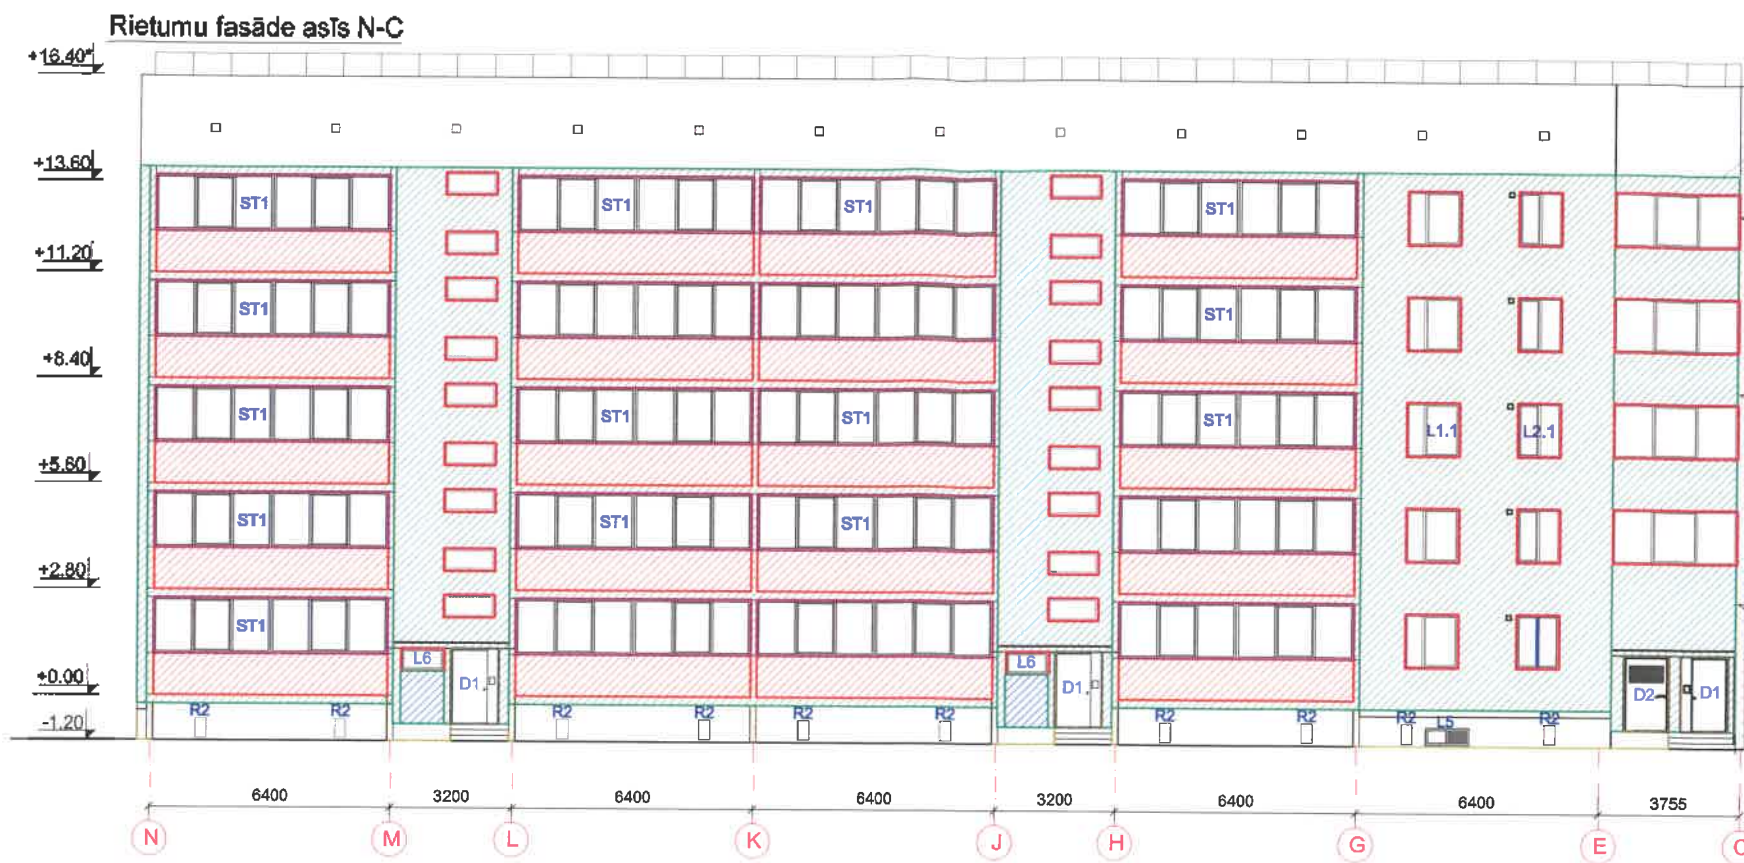 Rietumu fasāde asīs N-C
+16.40*
+13.60
ST1 ST1 ST1 ST1
+11.20
ST1 ST1
+8.40
ST1 ST1 ST1 ST1 L1.1 L2.1
+5.60
ST1 ST1 ST1
+2.80
ST1
L6 L6
+0.00
D1 D1 D2 D1
-1.20
R2 R2 R2 R2 R2 R2 R2 R2 R2 L5 R2
6400 3200 6400 6400 3200 6400 6400 3755
N M L K J H G E C